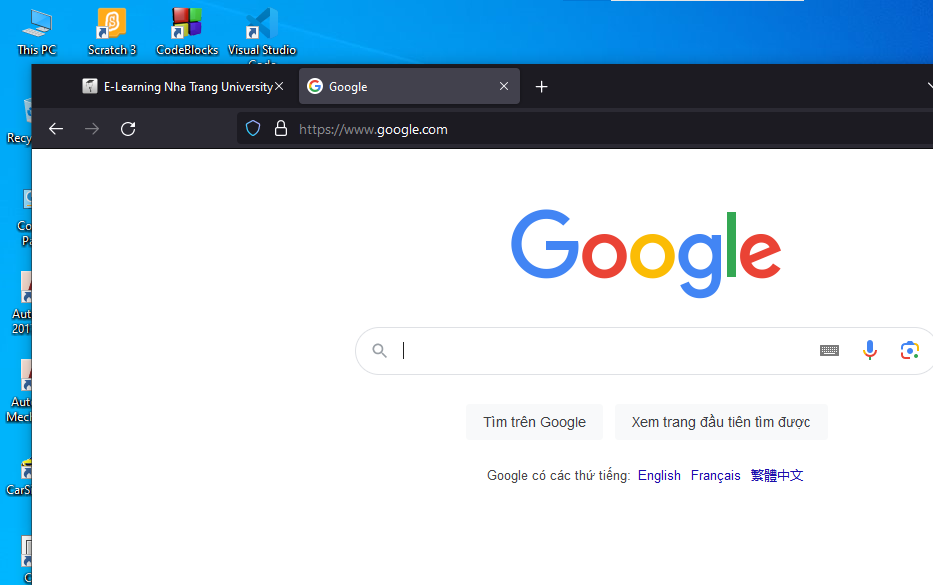 This PC
Scratch 3
CodeBlocks
Visual Studio
Code
E-Learning Nha Trang University
Google
https://www.google.com
Recy
Co
Pa
Google
Aut
201
Tìm trên Google
Xem trang đầu tiên tìm được
Aut
Mech
Google có các thứ tiếng: English Français 繁體中文
CarSi
C